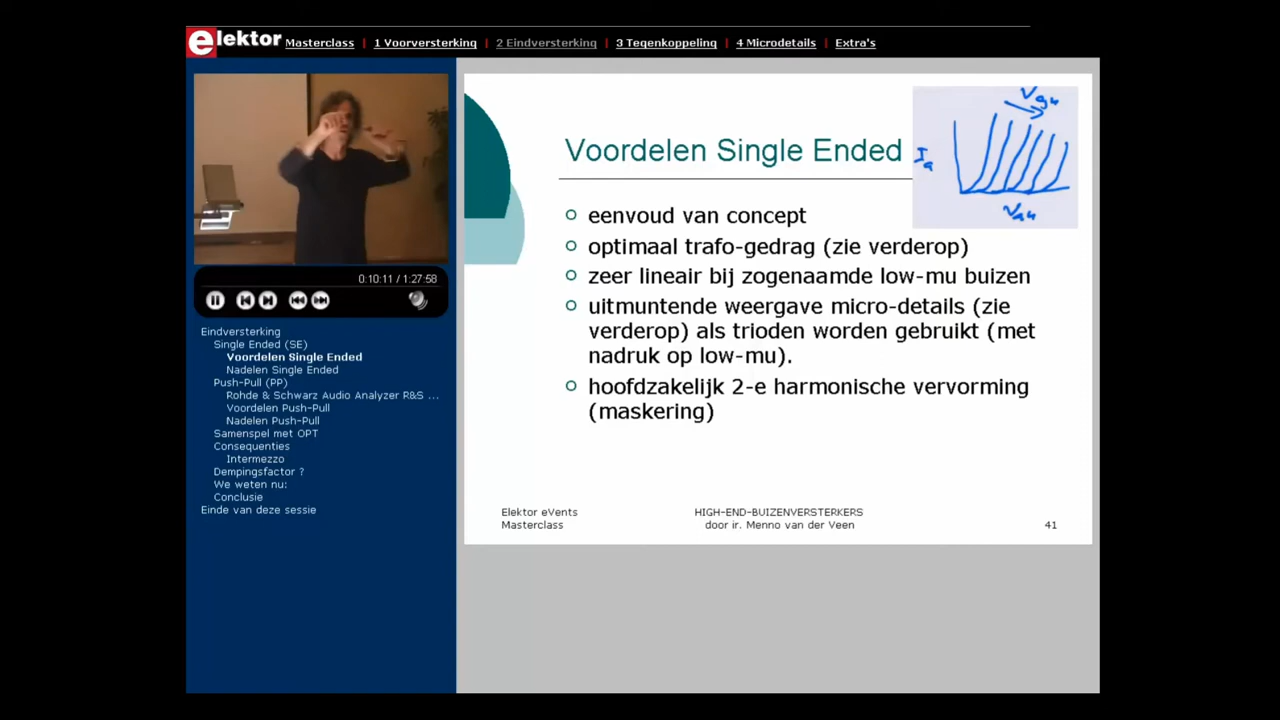 elektor Masterclass | 1 Voorversterking | 2 Eindversterking | 3 Tegenkoppeling | 4 Microdetails | Extra's
0:10:11 / 1:27:58
Eindversterking
Single Ended (SE)
Voordelen Single Ended
Nadelen Single Ended
Push-Pull (PP)
Rohde & Schwarz Audio Analyzer R&S ...
Voordelen Push-Pull
Nadelen Push-Pull
Samenspel met OPT
Consequenties
Intermezzo
Dempingsfactor ?
We weten nu:
Conclusie
Einde van deze sessie
Voordelen Single Ended
eenvoud van concept
optimaal trafo-gedrag (zie verderop)
zeer lineair bij zogenaamde low-mu buizen
uitmuntende weergave micro-details (zie
verderop) als trioden worden gebruikt (met
nadruk op low-mu).
hoofdzakelijk 2-e harmonische vervorming
(maskering)
Vgk
Ia
Vak
Elektor eVents
Masterclass
HIGH-END-BUIZENVERSTERKERS
door ir. Menno van der Veen
41